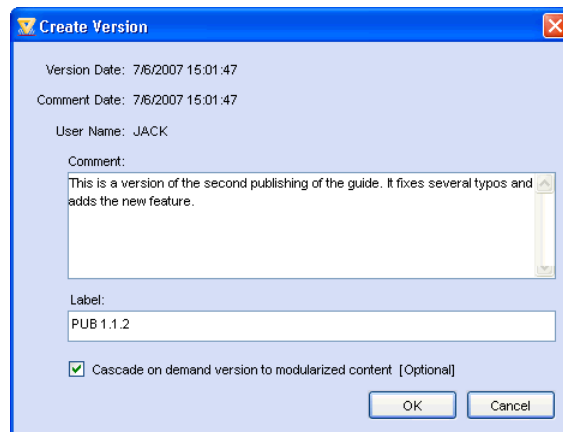 Create Version
Version Date: 7/6/2007 15:01:47
Comment Date: 7/6/2007 15:01:47
User Name: JACK
Comment:
This is a version of the second publishing of the guide. It fixes several typos and
adds the new feature.
Label:
PUB 1.1.2
Cascade on demand version to modularized content [Optional]
OK Cancel